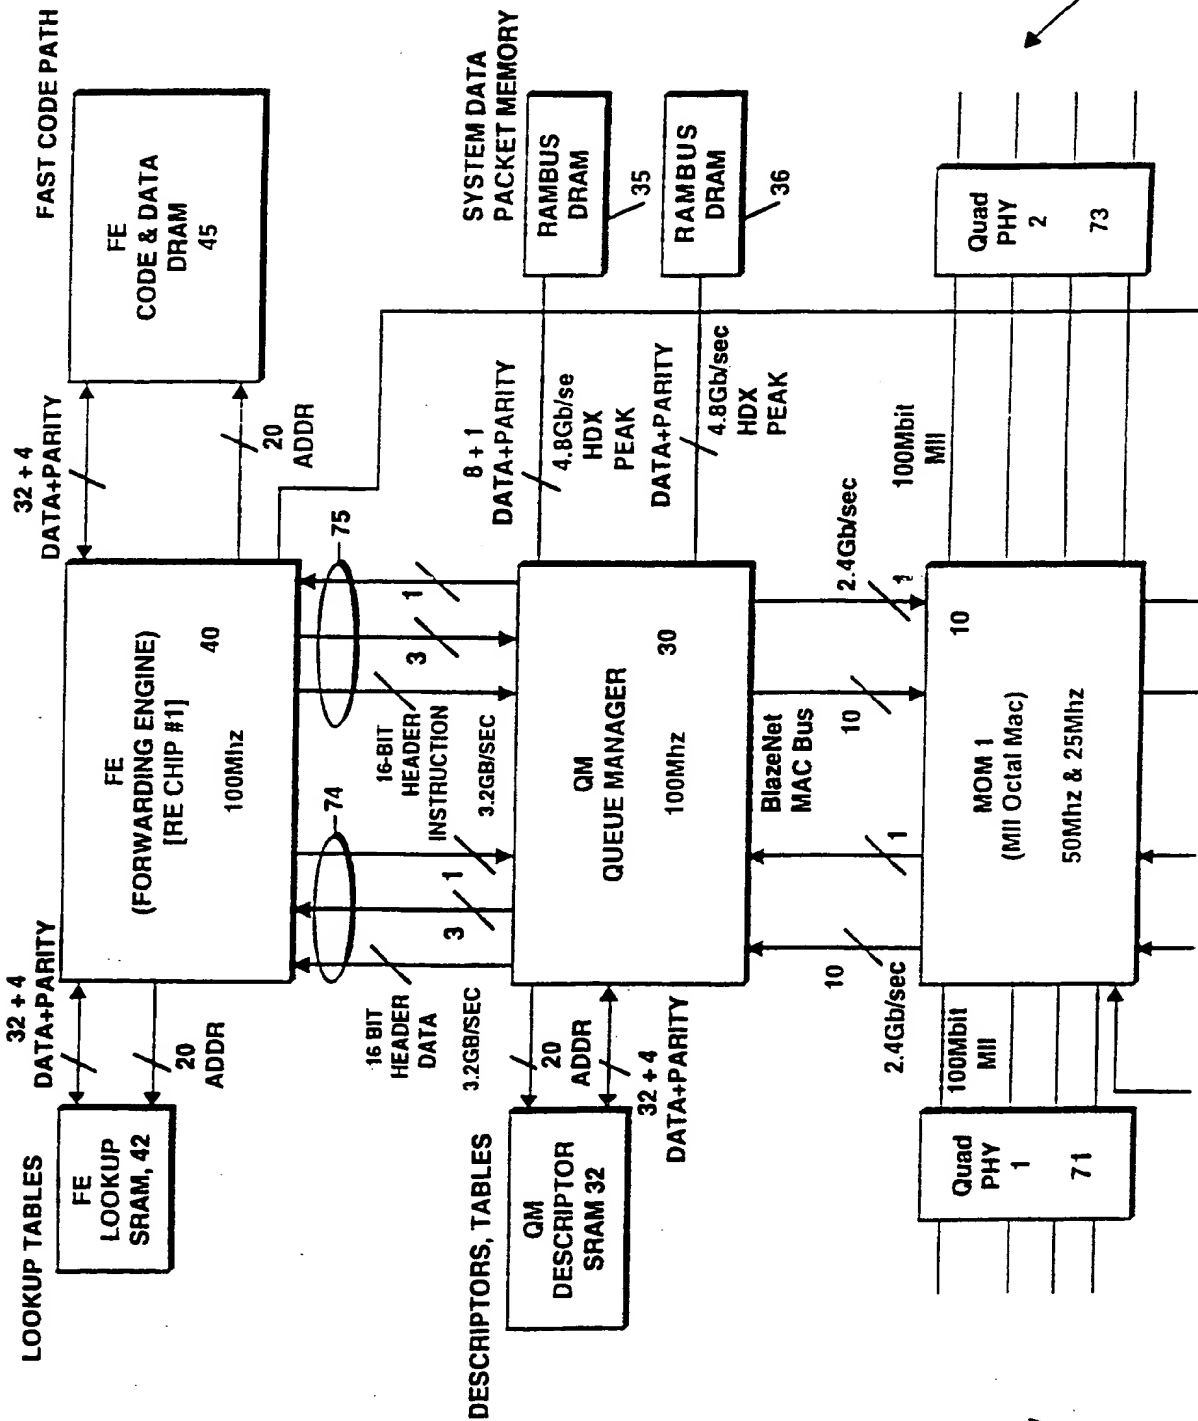 LOOKUP TABLES
FE
LOOKUP
SRAM, 42
32 + 4
DATA+PARITY
20
ADDR
FE
(FORWARDING ENGINE)
[RE CHIP #1]
100Mhz
40
32 + 4
DATA+PARITY
20
ADDR
FAST CODE PATH
FE
CODE & DATA
DRAM
45
74
75
16 BIT
HEADER
DATA
3.2GB/SEC
3
1
16-BIT
HEADER
INSTRUCTION
3.2GB/SEC
3
1
DESCRIPTORS, TABLES
QM
DESCRIPTOR
SRAM 32
20
ADDR
32 + 4
DATA+PARITY
QM
QUEUE MANAGER
100Mhz
30
8 + 1
DATA+PARITY
4.8Gb/se
HDX
PEAK
DATA+PARITY
4.8Gb/sec
HDX
PEAK
SYSTEM DATA
PACKET MEMORY
RAMBUS
DRAM
35
RAMBUS
DRAM
36
10
2.4Gb/sec
1
BlazeNet
MAC Bus
10
2.4Gb/sec
1
Quad
PHY
1
71
100Mbit
MII
MOM 1
(MII Octal Mac)
50Mhz & 25Mhz
10
100Mbit
MII
Quad
PHY
2
73